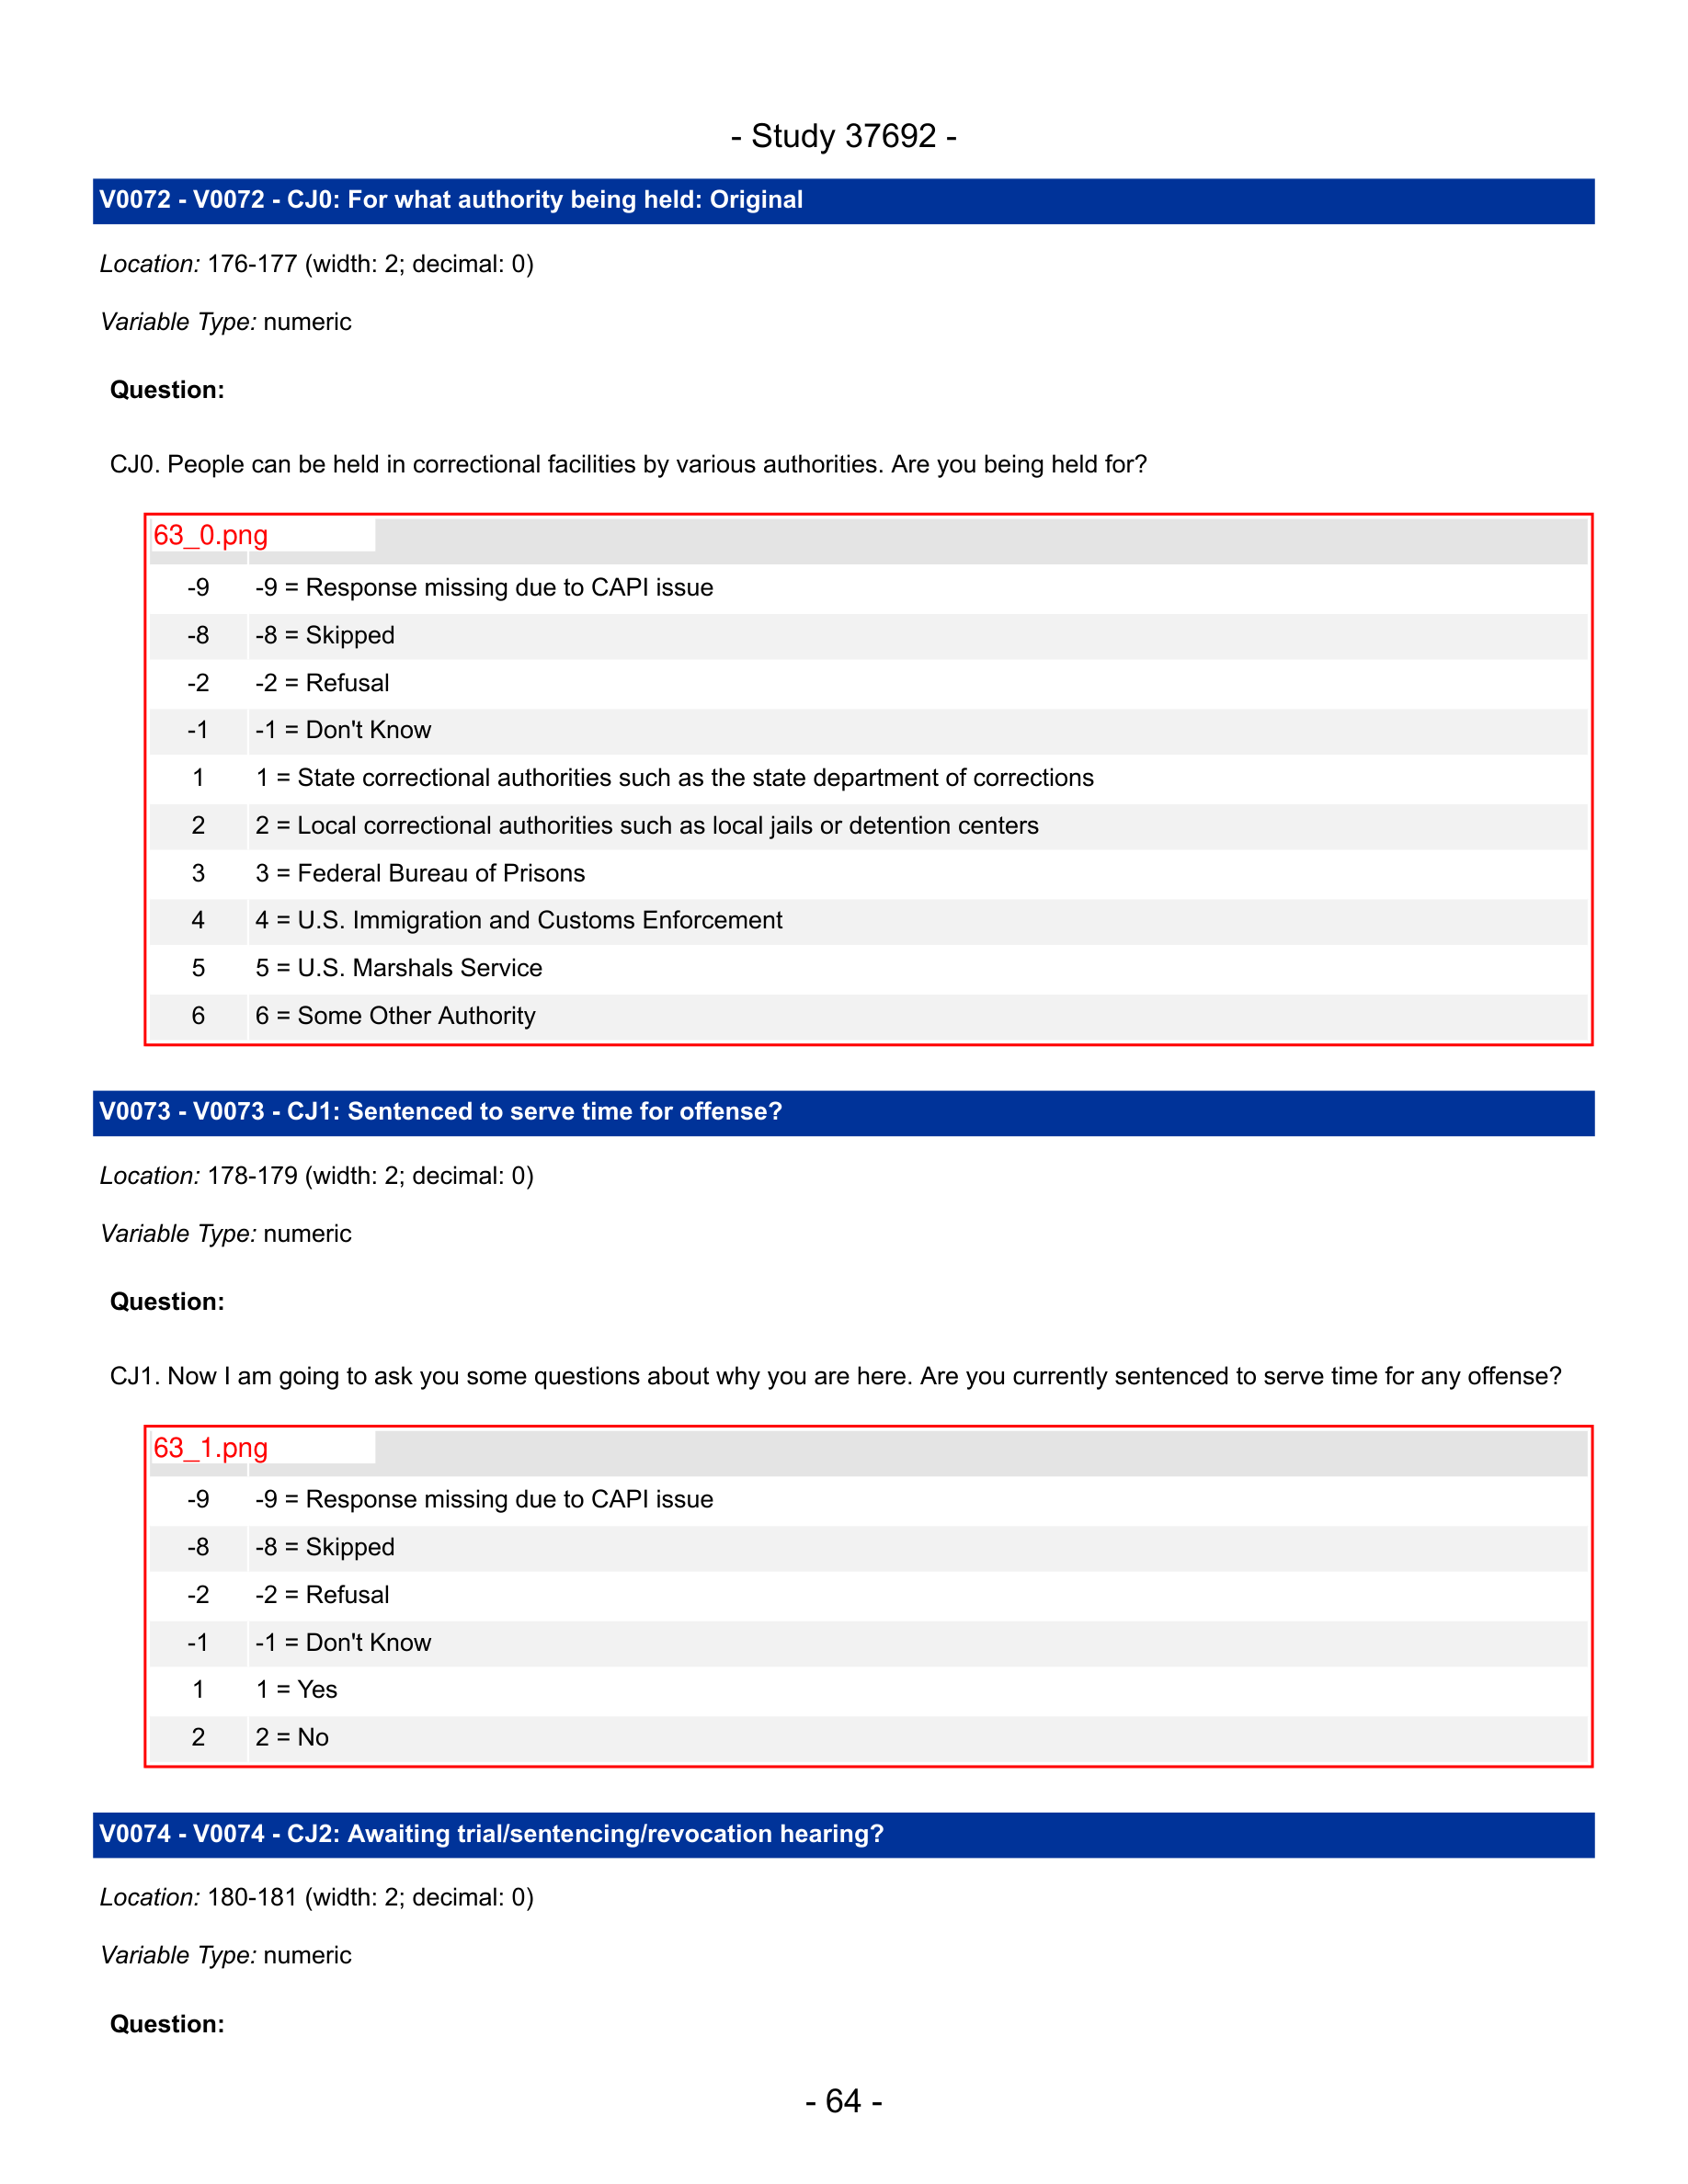 - Study 37692 -
V0072 - V0072 - CJ0: For what authority being held: Original
Location: 176-177 (width: 2; decimal: 0)
Variable Type: numeric
Question:
CJ0. People can be held in correctional facilities by various authorities. Are you being held for?
63_0.png
-9 -9 = Response missing due to CAPI issue
-8 -8 = Skipped
-2 -2 = Refusal
-1 -1 = Don't Know
1 1 = State correctional authorities such as the state department of corrections
2 2 = Local correctional authorities such as local jails or detention centers
3 3 = Federal Bureau of Prisons
4 4 = U.S. Immigration and Customs Enforcement
5 5 = U.S. Marshals Service
6 6 = Some Other Authority
V0073 - V0073 - CJ1: Sentenced to serve time for offense?
Location: 178-179 (width: 2; decimal: 0)
Variable Type: numeric
Question:
CJ1. Now I am going to ask you some questions about why you are here. Are you currently sentenced to serve time for any offense?
63_1.png
-9 -9 = Response missing due to CAPI issue
-8 -8 = Skipped
-2 -2 = Refusal
-1 -1 = Don't Know
1 1 = Yes
2 2 = No
V0074 - V0074 - CJ2: Awaiting trial/sentencing/revocation hearing?
Location: 180-181 (width: 2; decimal: 0)
Variable Type: numeric
Question:
- 64 -